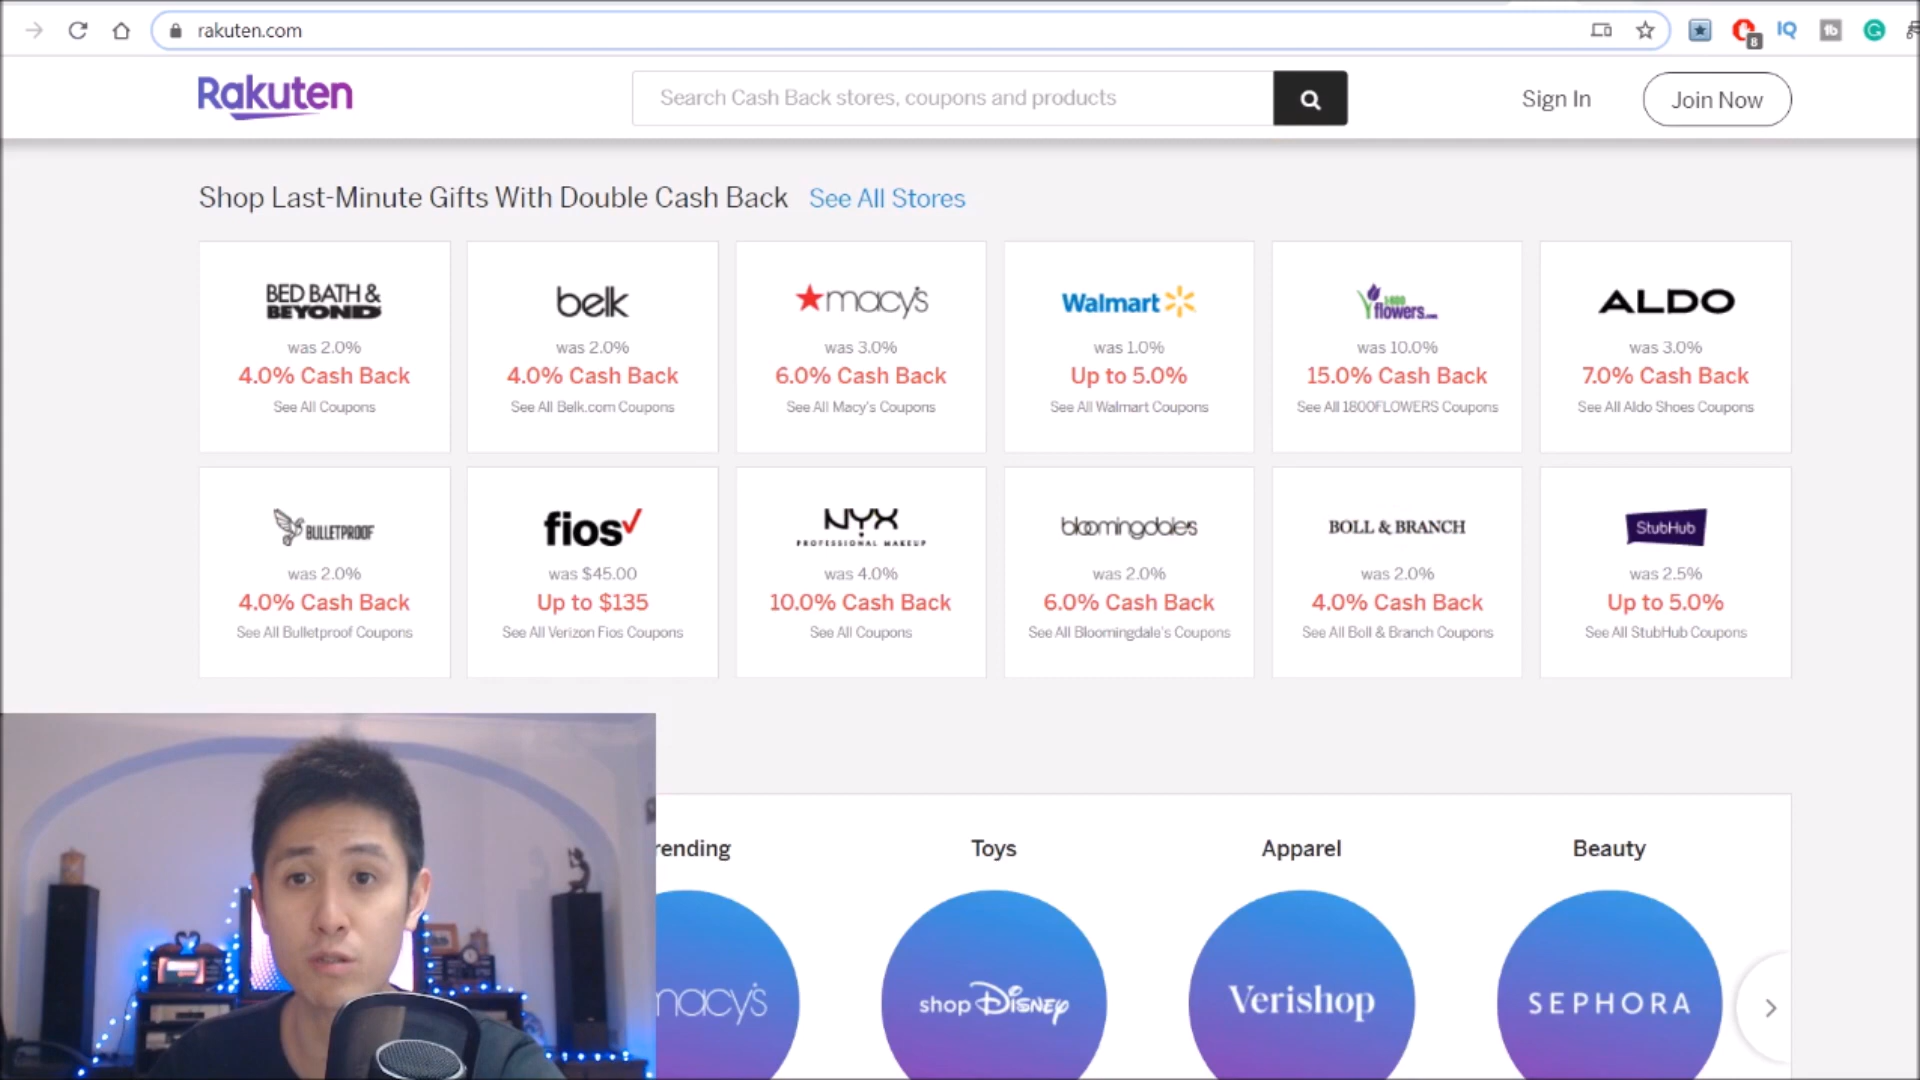 rakuten.com
8
IQ
tb
G
Rakuten
Search Cash Back stores, coupons and products
Sign In
Join Now
Shop Last-Minute Gifts With Double Cash Back See All Stores
BED BATH &
BEYOND
was 2.0%
4.0% Cash Back
See All Coupons
belk
was 2.0%
4.0% Cash Back
See All Belk.com Coupons
macy's
was 3.0%
6.0% Cash Back
See All Macy's Coupons
Walmart
was 1.0%
Up to 5.0%
See All Walmart Coupons
1800
flowers.com
was 10.0%
15.0% Cash Back
See All 1800FLOWERS Coupons
ALDO
was 3.0%
7.0% Cash Back
See All Aldo Shoes Coupons
BULLETPROOF
was 2.0%
4.0% Cash Back
See All Bulletproof Coupons
fios
was $45.00
Up to $135
See All Verizon Fios Coupons
NYX
PROFESSIONAL MAKEUP
was 4.0%
10.0% Cash Back
See All Coupons
bloomingdale's
was 2.0%
6.0% Cash Back
See All Bloomingdale's Coupons
BOLL & BRANCH
was 2.0%
4.0% Cash Back
See All Boll & Branch Coupons
StubHub
was 2.5%
Up to 5.0%
See All StubHub Coupons
rending
Toys
Apparel
Beauty
macy's
shop Disney
Verishop
SEPHORA